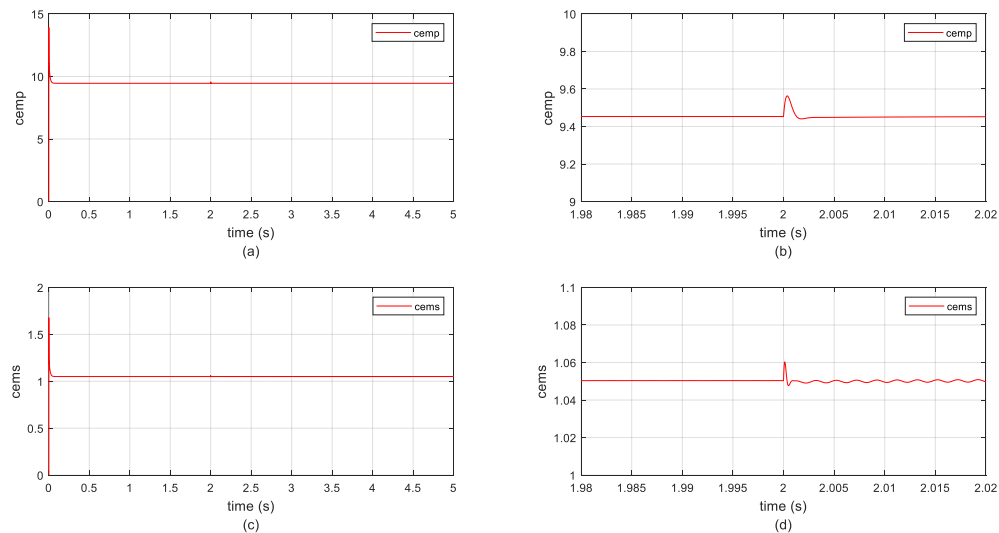 15
10
5
0
cemp
cemp
0 0.5 1 1.5 2 2.5 3 3.5 4 4.5 5
time (s)
(a)
10
9.8
9.6
9.4
9.2
9
cemp
cemp
1.98 1.985 1.99 1.995 2 2.005 2.01 2.015 2.02
time (s)
(b)
2
1.5
1
0.5
0
cems
cems
0 0.5 1 1.5 2 2.5 3 3.5 4 4.5 5
time (s)
(c)
1.1
1.08
1.06
1.04
1.02
1
cems
cems
1.98 1.985 1.99 1.995 2 2.005 2.01 2.015 2.02
time (s)
(d)